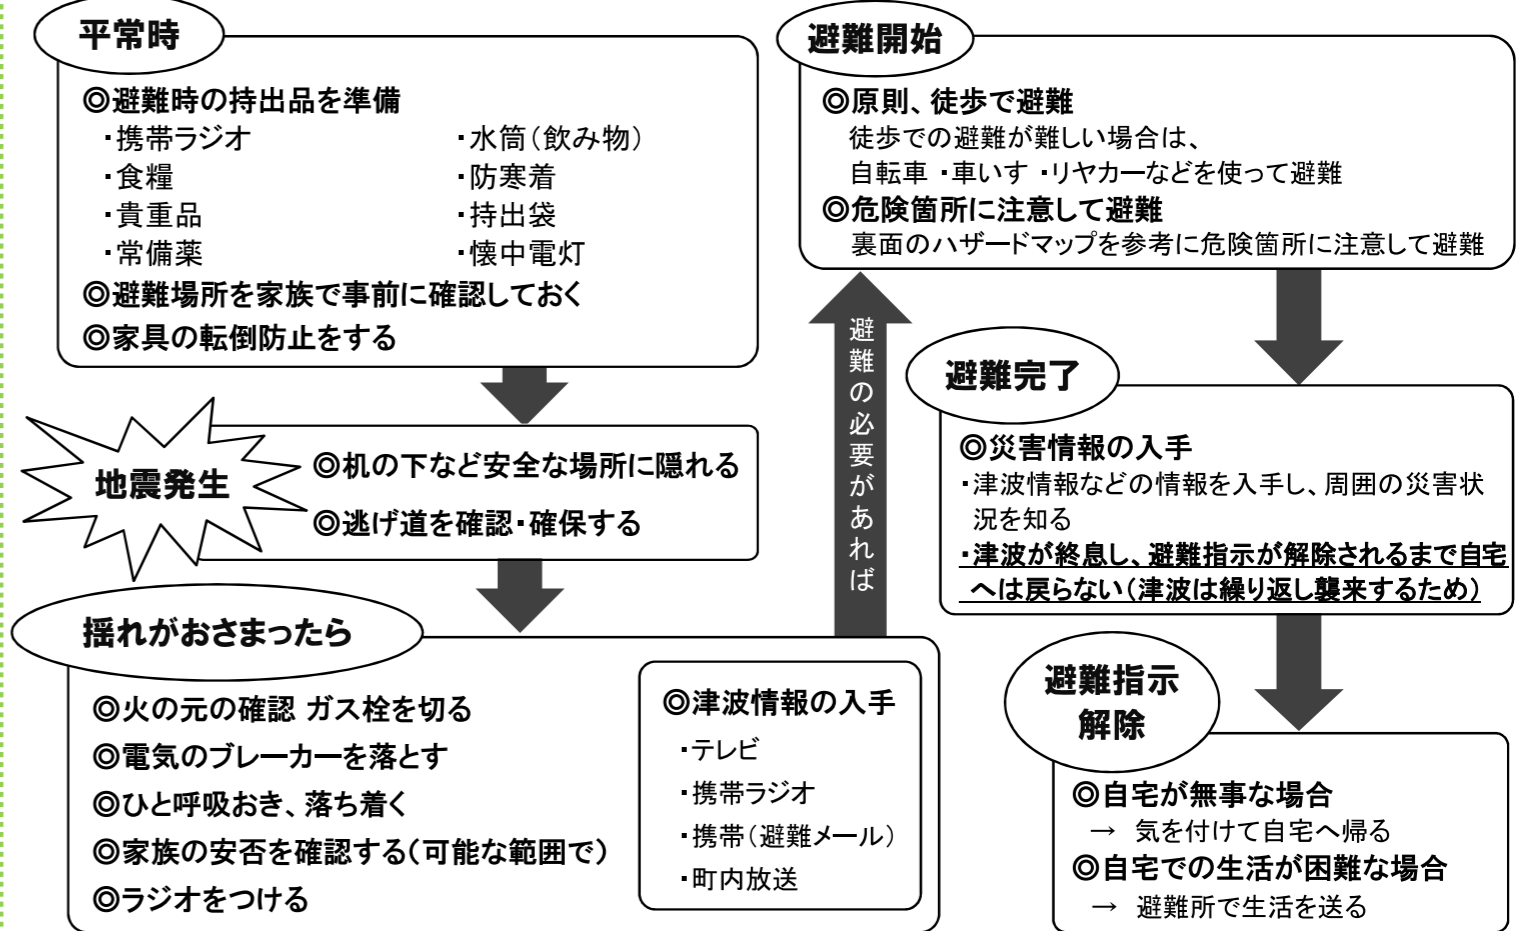 平常時
◎避難時の持出品を準備
・携帯ラジオ
・水筒（飲み物）
・食糧
・防寒着
・貴重品
・持出袋
・常備薬
・懐中電灯
◎避難場所を家族で事前に確認しておく
◎家具の転倒防止をする
地震発生
◎机の下など安全な場所に隠れる
◎逃げ道を確認・確保する
揺れがおさまったら
◎火の元の確認 ガス栓を切る
◎電気のブレーカーを落とす
◎ひと呼吸おき、落ち着く
◎家族の安否を確認する（可能な範囲で）
◎ラジオをつける
◎津波情報の入手
・テレビ
・携帯ラジオ
・携帯（避難メール）
・町内放送
避難の必要があれば
避難開始
◎原則、徒歩で避難
徒歩での避難が難しい場合は、
自転車 ・車いす ・リヤカーなどを使って避難
◎危険箇所に注意して避難
裏面のハザードマップを参考に危険箇所に注意して避難
避難完了
◎災害情報の入手
・津波情報などの情報を入手し、周囲の災害状
況を知る
・津波が終息し、避難指示が解除されるまで自宅
へは戻らない（津波は繰り返し襲来するため）
避難指示
解除
◎自宅が無事な場合
→ 気を付けて自宅へ帰る
◎自宅での生活が困難な場合
→ 避難所で生活を送る